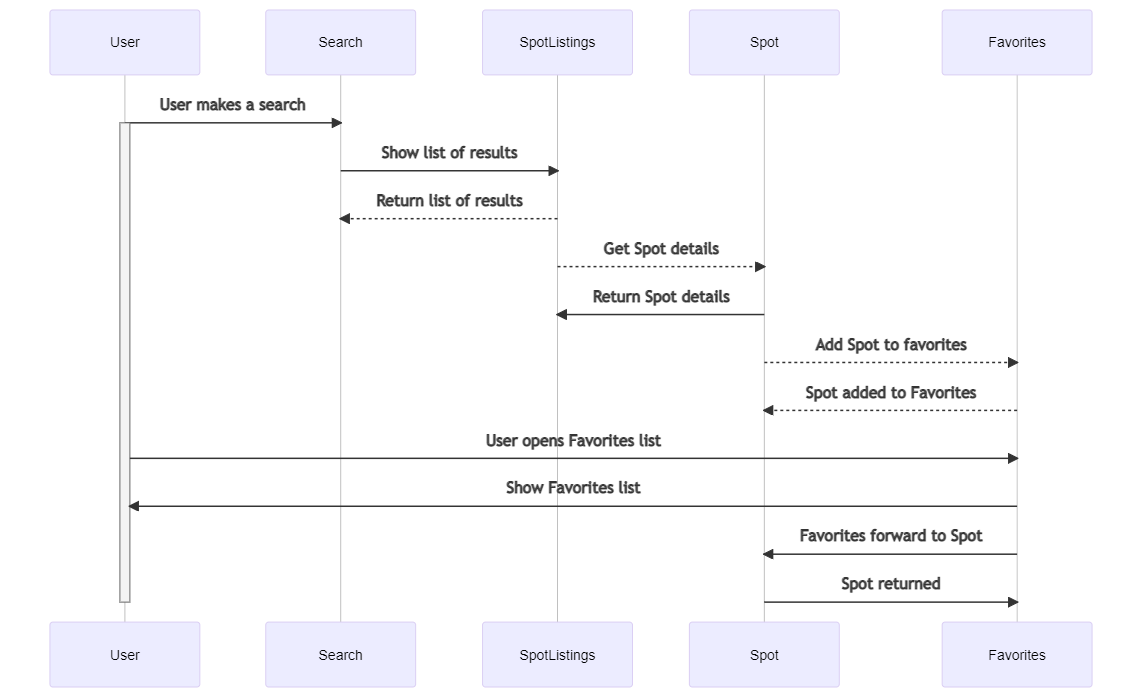 User
Search
SpotListings
Spot
Favorites
User makes a search
Show list of results
Return list of results
Get Spot details
Return Spot details
Add Spot to favorites
Spot added to Favorites
User opens Favorites list
Show Favorites list
Favorites forward to Spot
Spot returned
User
Search
SpotListings
Spot
Favorites